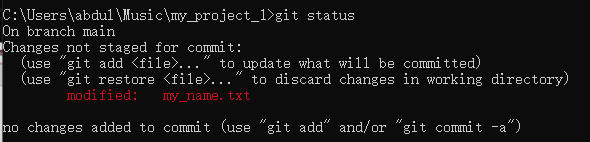 C:\Users\abdul\Music\my_project_1>git status
On branch main
Changes not staged for commit:
  (use "git add <file>..." to update what will be committed)
  (use "git restore <file>..." to discard changes in working directory)
        modified:   my_name.txt

no changes added to commit (use "git add" and/or "git commit -a")